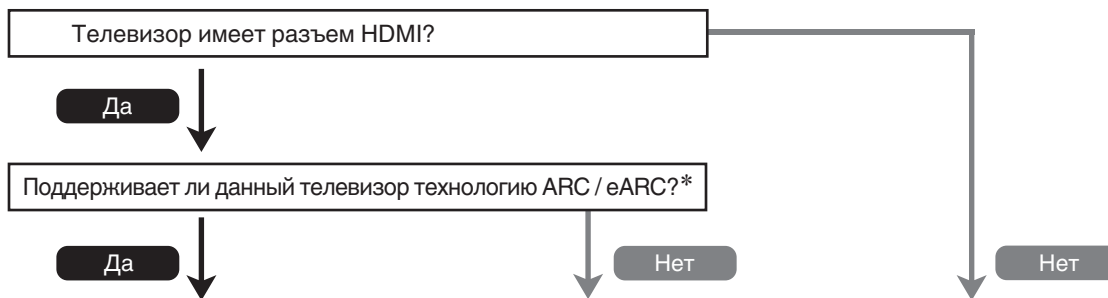 Телевизор имеет разъем HDMI?
Да
Поддерживает ли данный телевизор технологию ARC / eARC?*
Да
Нет
Нет